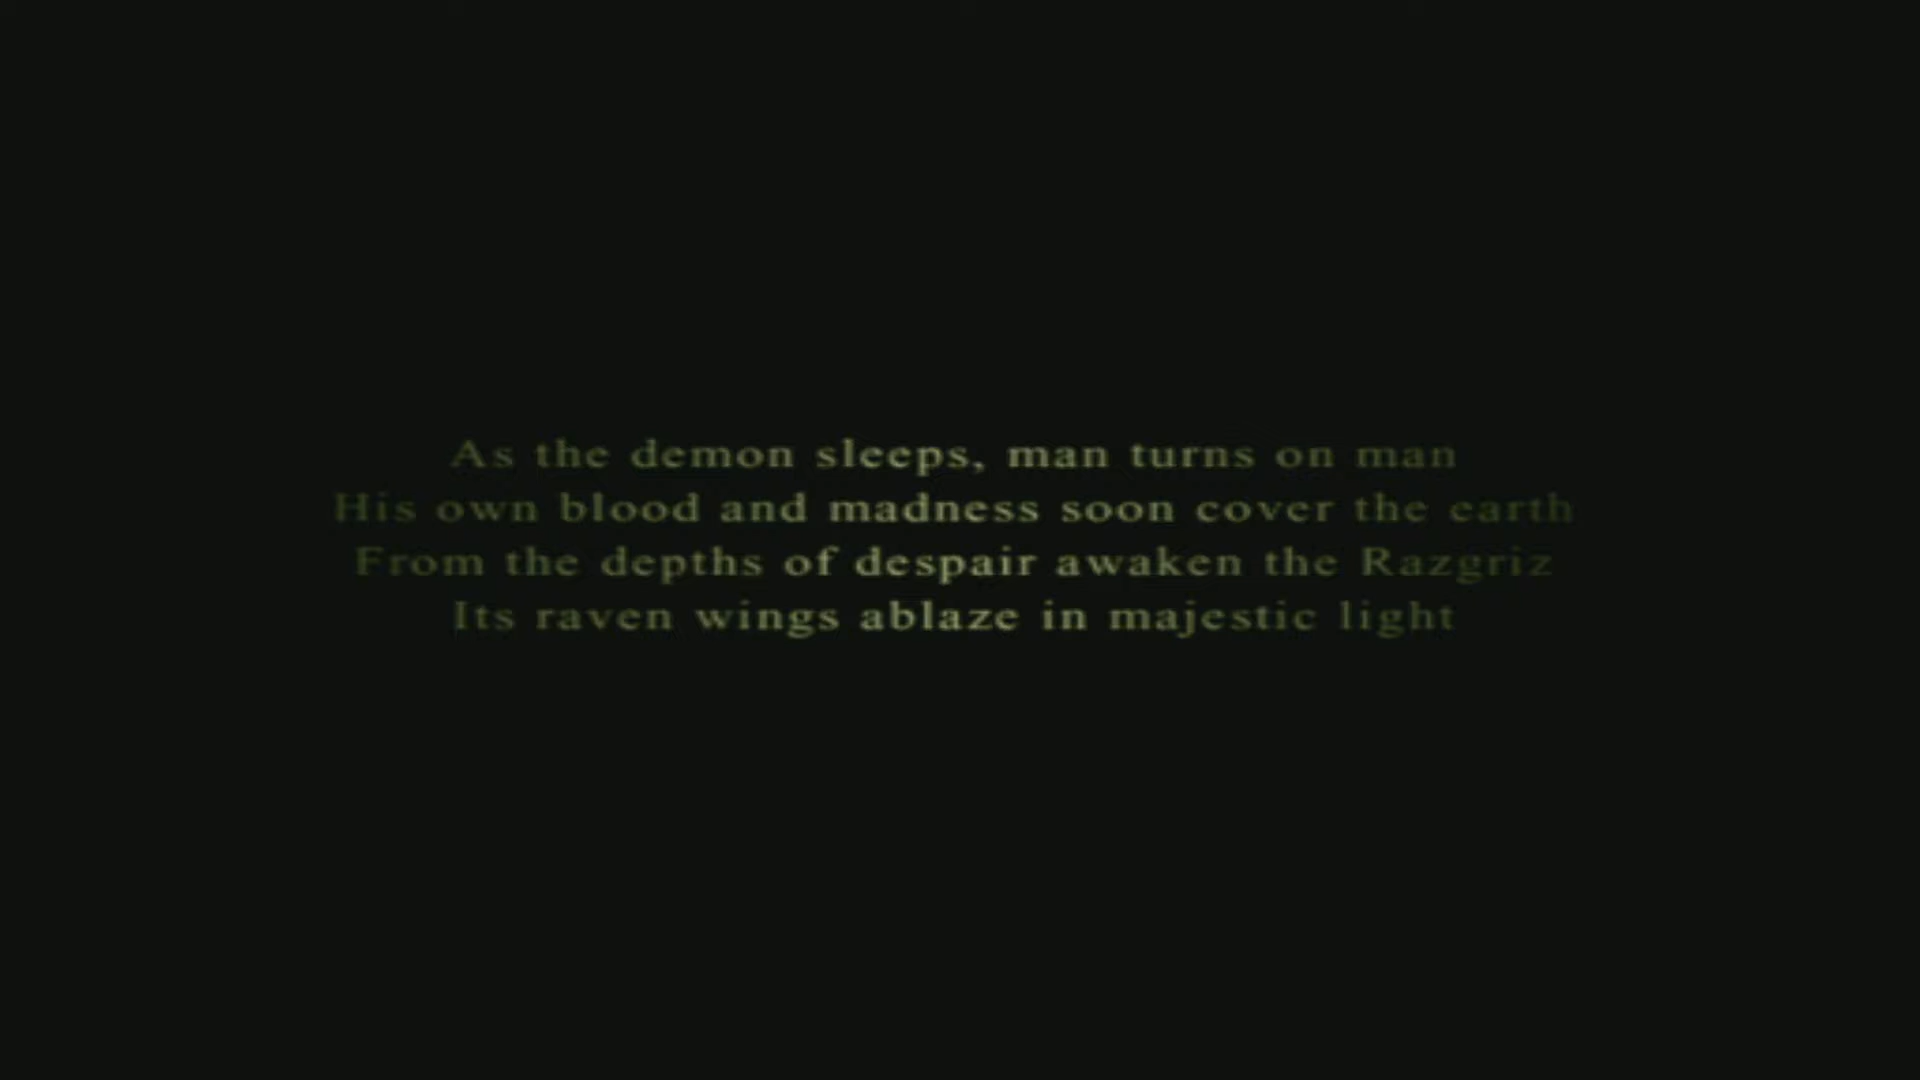 As the demon sleeps, man turns on man
His own blood and madness soon cover the earth
From the depths of despair awaken the Razgriz
Its raven wings ablaze in majestic light